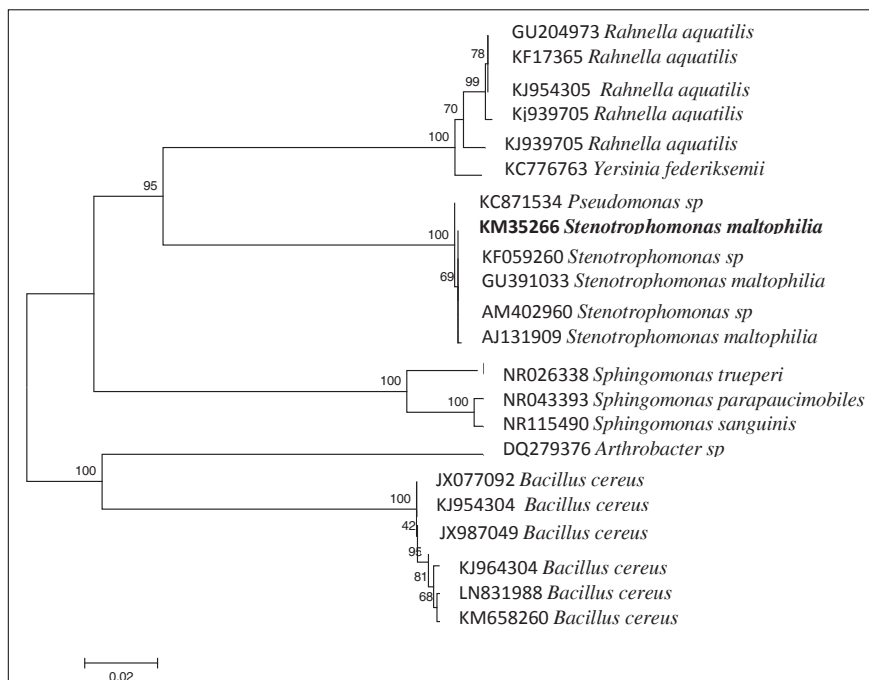 GU204973 Rahnella aquatilis
78
KF17365 Rahnella aquatilis
99
KJ954305 Rahnella aquatilis
70
Kj939705 Rahnella aquatilis
100
KJ939705 Rahnella aquatilis
KC776763 Yersinia federiksemii
95
KC871534 Pseudomonas sp
KM35266 Stenotrophomonas maltophilia
100
KF059260 Stenotrophomonas sp
69
GU391033 Stenotrophomonas maltophilia
AM402960 Stenotrophomonas sp
AJ131909 Stenotrophomonas maltophilia
100
NR026338 Sphingomonas trueperi
100
NR043393 Sphingomonas parapaucimobiles
NR115490 Sphingomonas sanguinis
DQ279376 Arthrobacter sp
100
JX077092 Bacillus cereus
100
KJ954304 Bacillus cereus
42
JX987049 Bacillus cereus
95
KJ964304 Bacillus cereus
81
LN831988 Bacillus cereus
68
KM658260 Bacillus cereus
0.02